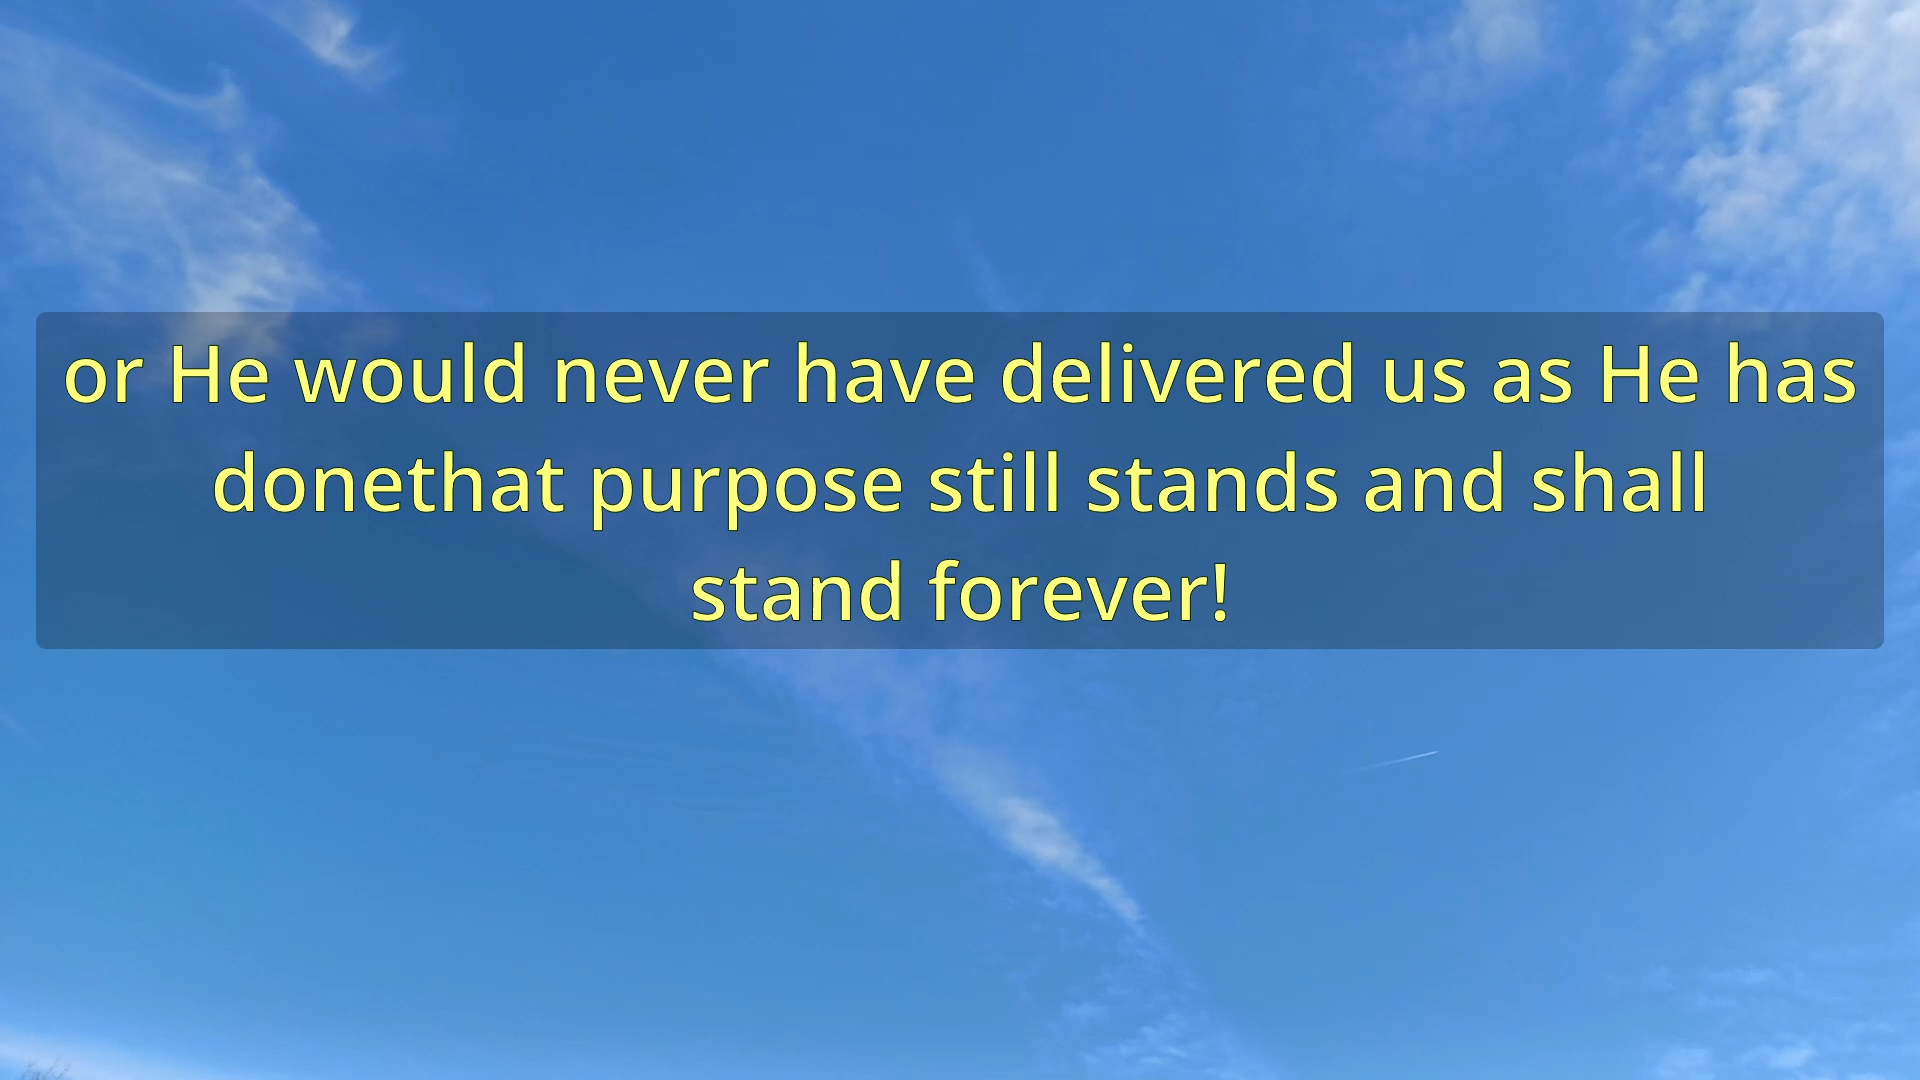 or He would never have delivered us as He has
donethat purpose still stands and shall
stand forever!